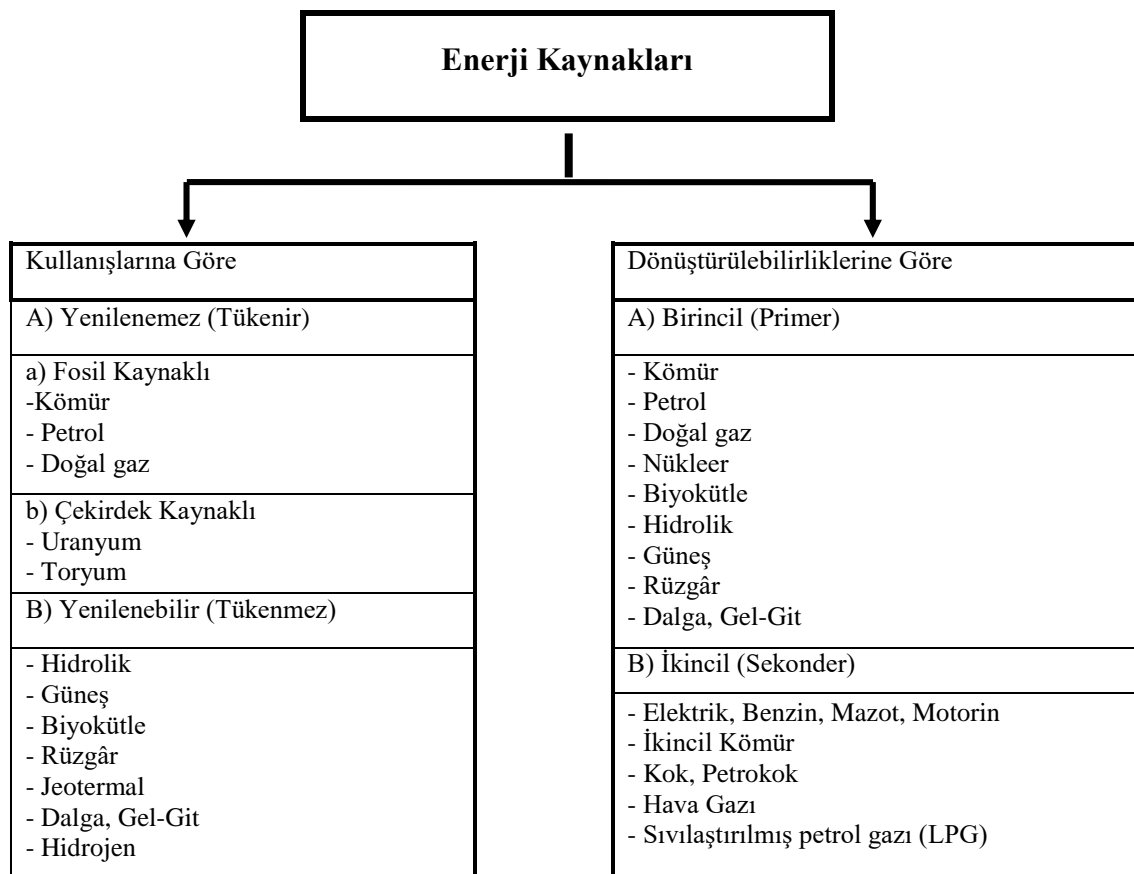 Enerji Kaynakları
Kullanışlarına Göre
A) Yenilenemez (Tükenir)
a) Fosil Kaynaklı
-Kömür
- Petrol
- Doğal gaz
b) Çekirdek Kaynaklı
- Uranyum
- Toryum
B) Yenilenebilir (Tükenmez)
- Hidrolik
- Güneş
- Biyokütle
- Rüzgâr
- Jeotermal
- Dalga, Gel-Git
- Hidrojen
Dönüştürülebilirliklerine Göre
A) Birincil (Primer)
- Kömür
- Petrol
- Doğal gaz
- Nükleer
- Biyokütle
- Hidrolik
- Güneş
- Rüzgâr
- Dalga, Gel-Git
B) İkincil (Sekonder)
- Elektrik, Benzin, Mazot, Motorin
- İkincil Kömür
- Kok, Petrokok
- Hava Gazı
- Sıvılaştırılmış petrol gazı (LPG)